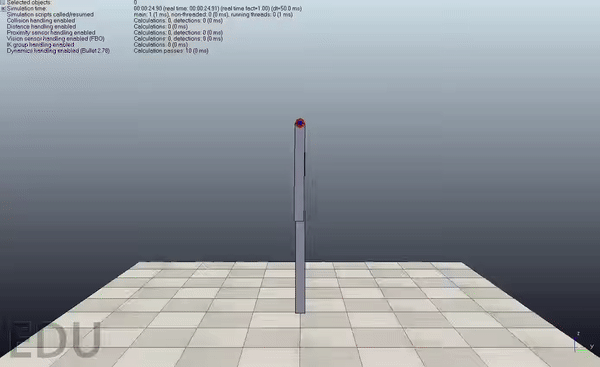 Selected objects: 0
Simulation time: 00:00:24.90 (real time: 00:00:24.91) (real time fact=1.00) (dt=50.0 ms)
Simulation scripts called/resumed main: 1 (1 ms), non-threaded: 0 (0 ms), running threads: 0 (1 ms)
Collision handling enabled Calculations: 0, detections: 0 (0 ms)
Distance handling enabled Calculations: 0 (0 ms)
Proximity sensor handling enabled Calculations: 0, detections: 0 (0 ms)
Vision sensor handling enabled (FBO) Calculations: 0, detections: 0 (0 ms)
IK group handling enabled Calculations: 0 (0 ms)
Dynamics handling enabled (Bullet 2.78) Calculation passes: 10 (0 ms)
EDU
z
y